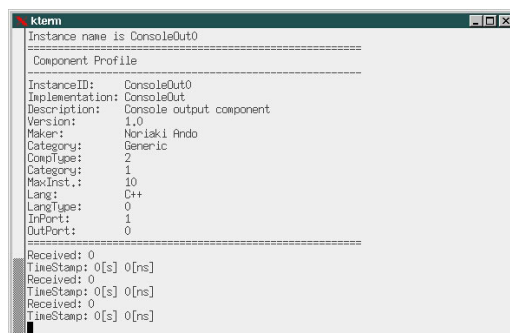 kterm
Instance name is ConsoleOut0
====================================================
Component Profile
----------------------------------------------------
InstanceID: ConsoleOut0
Implementation: ConsoleOut
Description: Console output component
Version: 1.0
Maker: Noriaki Ando
Category: Generic
CompType: 2
Category: 1
MaxInst.: 10
Lang: C++
LangType: 0
InPort: 1
OutPort: 0
====================================================
Received: 0
TimeStamp: 0[s] 0[ns]
Received: 0
TimeStamp: 0[s] 0[ns]
Received: 0
TimeStamp: 0[s] 0[ns]